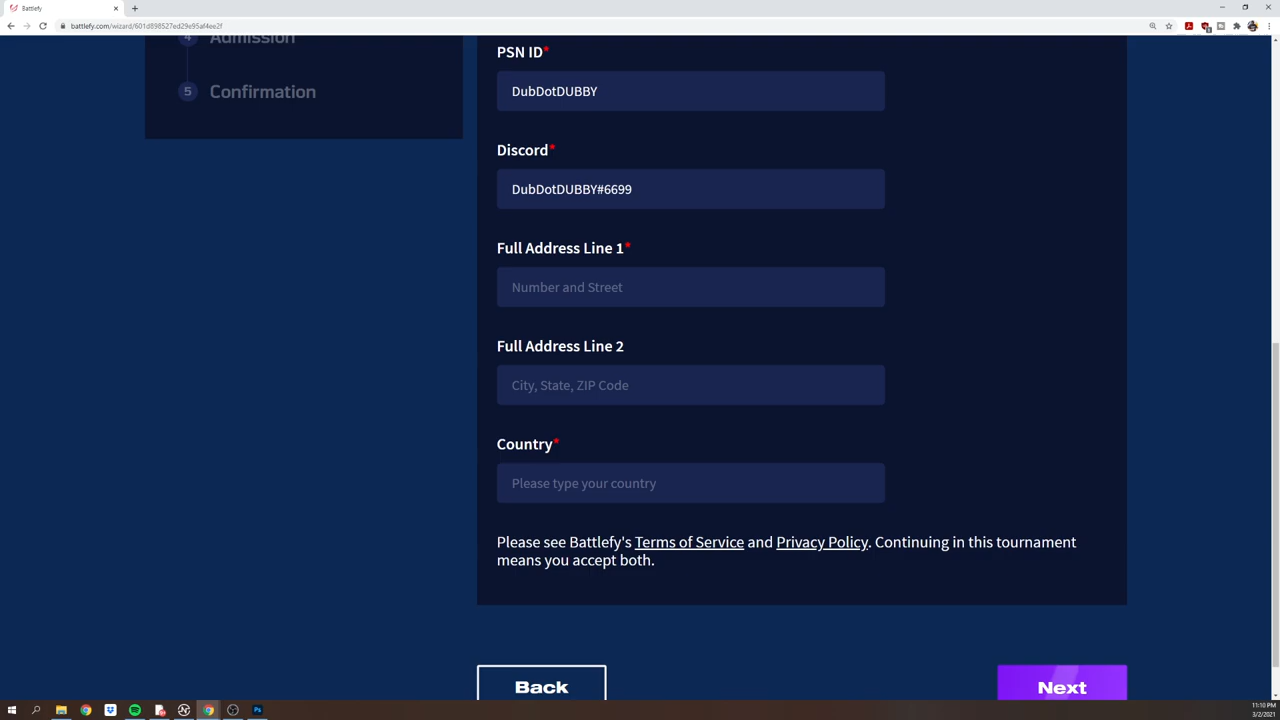 Battlefy
battlefy.com/wizard/601d898527ed29e95af4ee2f
4 Admission
5 Confirmation
PSN ID*
DubDotDUBBY
Discord*
DubDotDUBBY#6699
Full Address Line 1*
Number and Street
Full Address Line 2
City, State, ZIP Code
Country*
Please type your country
Please see Battlefy's Terms of Service and Privacy Policy. Continuing in this tournament
means you accept both.
Back
Next
11:10 PM
3/2/2021